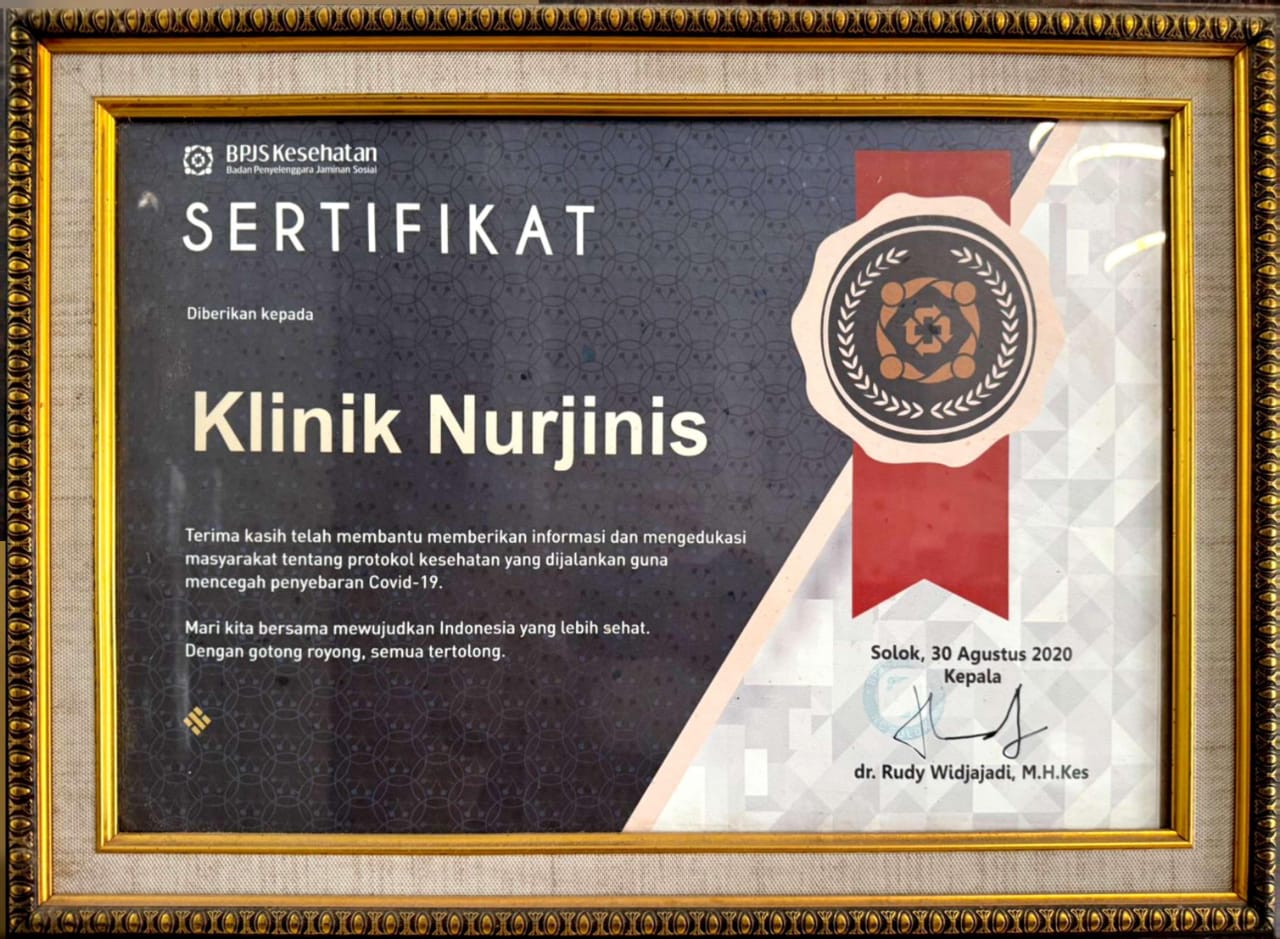 BPJS Kesehatan
Badan Penyelenggara Jaminan Sosial
SERTIFIKAT
Diberikan kepada
Klinik Nurjinis
Terima kasih telah membantu memberikan informasi dan mengedukasi
masyarakat tentang protokol kesehatan yang dijalankan guna
mencegah penyebaran Covid-19.
Mari kita bersama mewujudkan Indonesia yang lebih sehat.
Dengan gotong royong, semua tertolong.
Solok, 30 Agustus 2020
Kepala
dr. Rudy Widjajadi, M.H.Kes